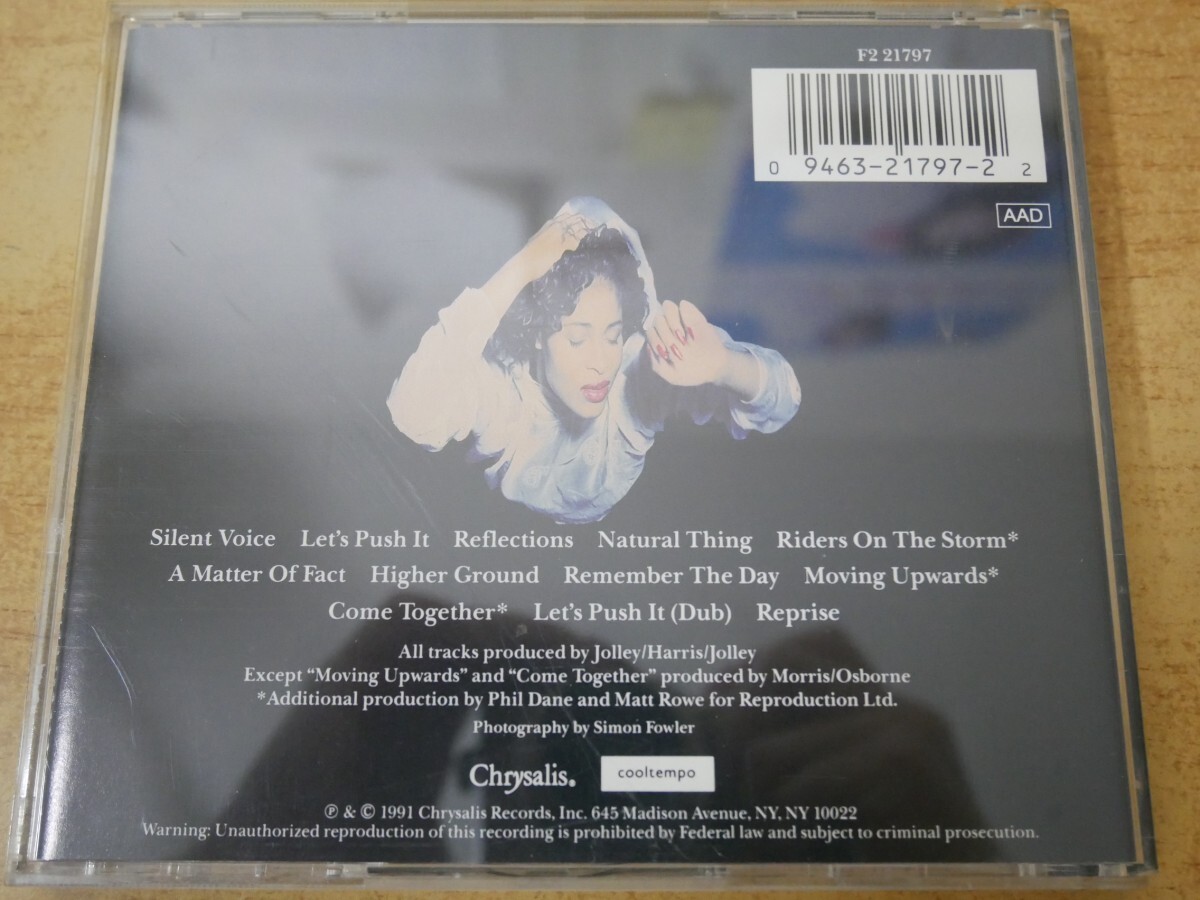 F2 21797
0 9463-21797-2 2
AAD
Silent Voice Let's Push It Reflections Natural Thing Riders On The Storm*
A Matter Of Fact Higher Ground Remember The Day Moving Upwards*
Come Together* Let's Push It (Dub) Reprise
All tracks produced by Jolley/Harris/Jolley
Except “Moving Upwards” and “Come Together” produced by Morris/Osborne
*Additional production by Phil Dane and Matt Rowe for Reproduction Ltd.
Photography by Simon Fowler
Chrysalis® cooltempo
℗ & © 1991 Chrysalis Records, Inc. 645 Madison Avenue, NY, NY 10022
Warning: Unauthorized reproduction of this recording is prohibited by Federal law and subject to criminal prosecution.